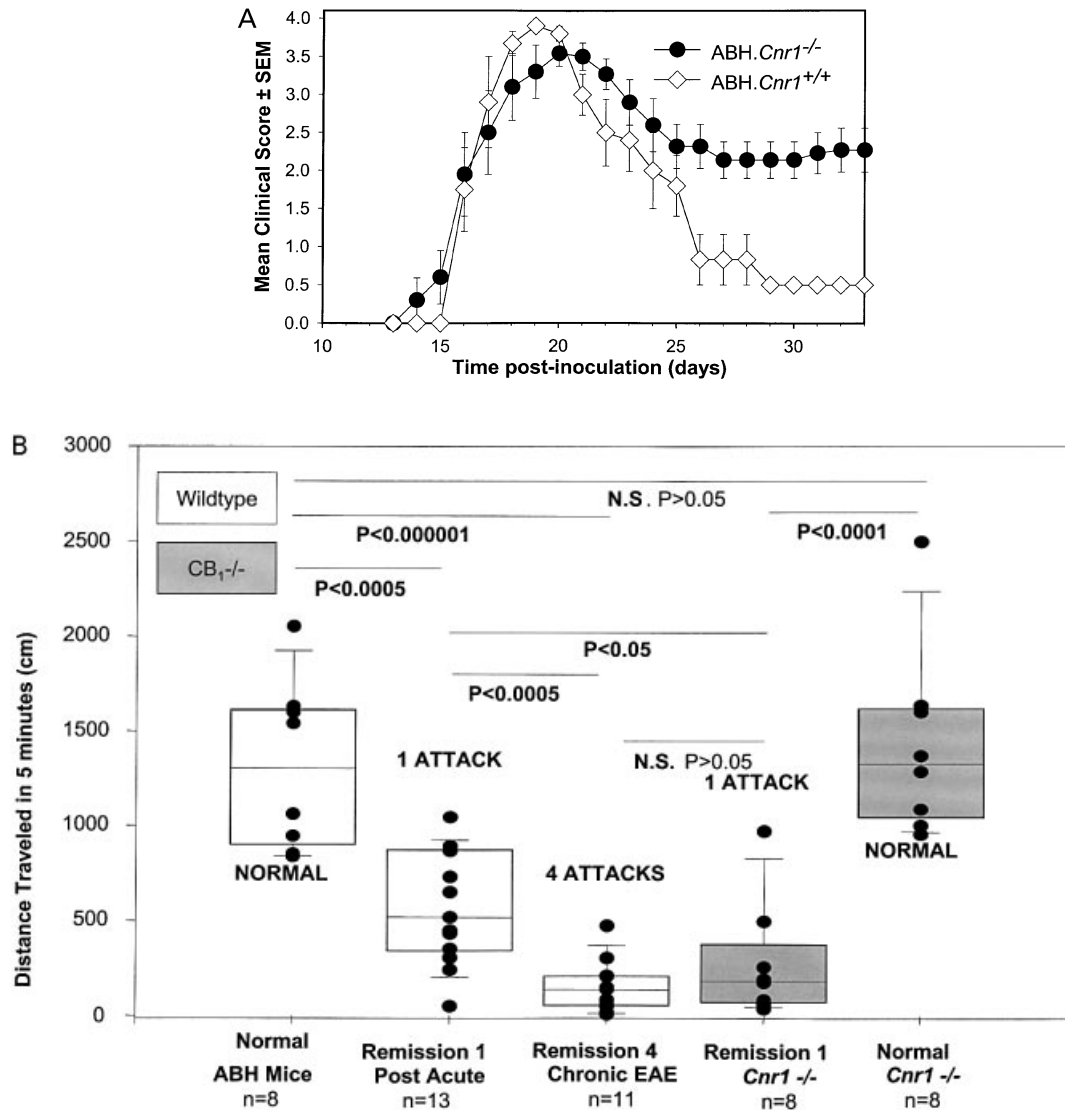 A
4.0
3.5
3.0
2.5
2.0
1.5
1.0
0.5
0.0
Mean Clinical Score ± SEM
ABH.Cnr1-/-
ABH.Cnr1+/+
10 15 20 25 30
Time post-inoculation (days)
B
3000
2500
2000
1500
1000
500
0
Distance Traveled in 5 minutes (cm)
Wildtype
CB1-/-
N.S. P>0.05
P<0.000001
P<0.0001
P<0.0005
P<0.05
P<0.0005
N.S. P>0.05
1 ATTACK
1 ATTACK
NORMAL
4 ATTACKS
NORMAL
Normal
ABH Mice
n=8
Remission 1
Post Acute
n=13
Remission 4
Chronic EAE
n=11
Remission 1
Cnr1 -/-
n=8
Normal
Cnr1 -/-
n=8